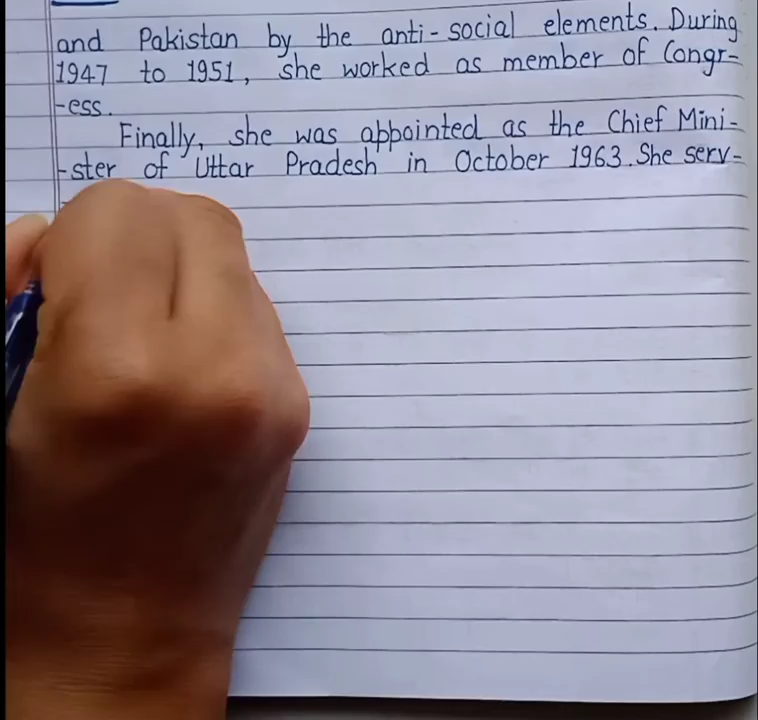 and Pakistan by the anti-social elements. During
1947 to 1951, she worked as member of Congr-
-ess.
Finally, she was appointed as the Chief Mini-
-ster of Uttar Pradesh in October 1963. She serv-
-